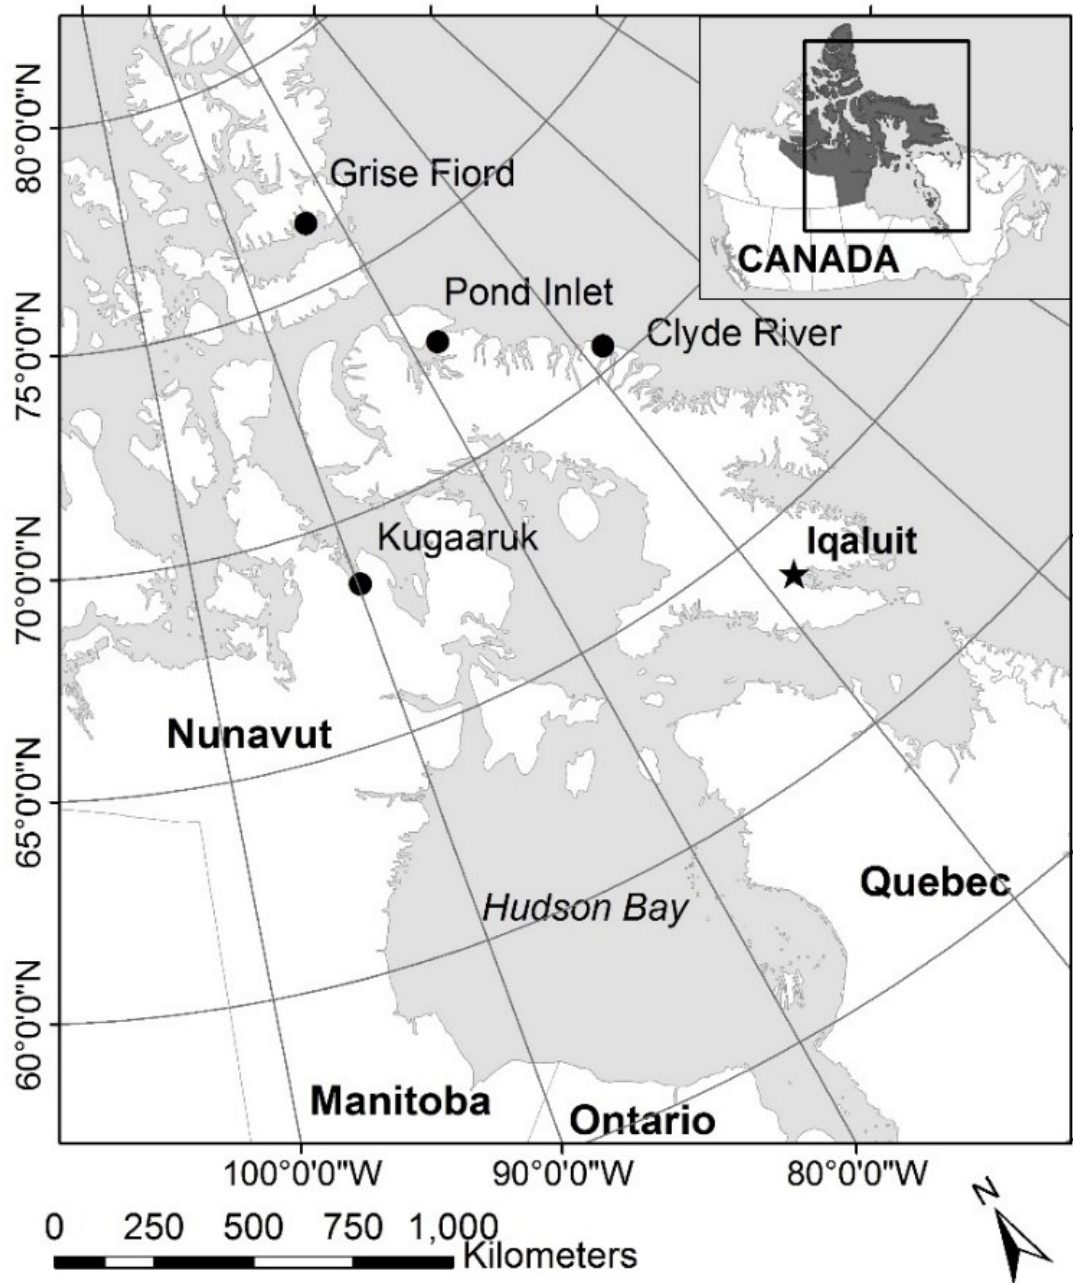 80°0'0"N
75°0'0"N
70°0'0"N
65°0'0"N
60°0'0"N
Grise Fiord
Pond Inlet
Clyde River
CANADA
Kugaaruk
Iqaluit
Nunavut
Hudson Bay
Quebec
Manitoba
Ontario
100°0'0"W 90°0'0"W 80°0'0"W
0 250 500 750 1,000
Kilometers
N